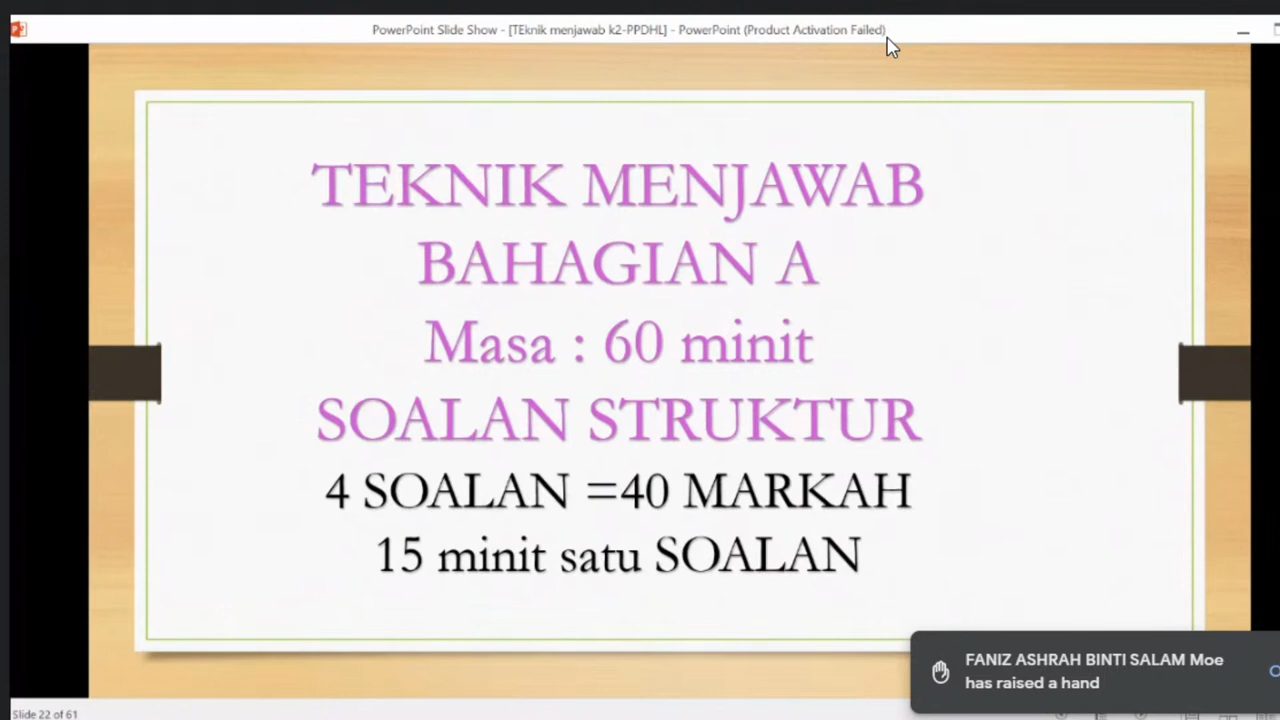 PowerPoint Slide Show - [TEknik menjawab k2-PPDHL] - PowerPoint (Product Activation Failed)
TEKNIK MENJAWAB
BAHAGIAN A
Masa : 60 minit
SOALAN STRUKTUR
4 SOALAN =40 MARKAH
15 minit satu SOALAN
FANIZ ASHRAH BINTI SALAM Moe
has raised a hand
Slide 22 of 61